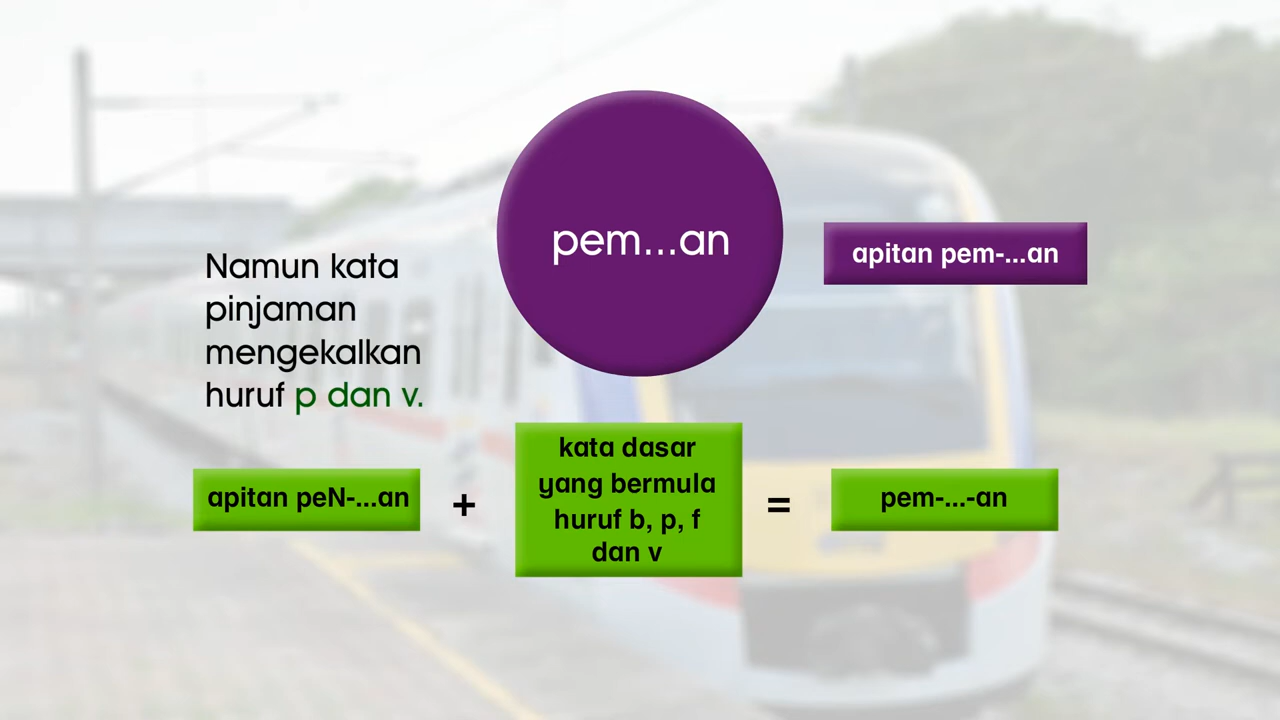 pem...an
apitan pem-...an
Namun kata
pinjaman
mengekalkan
huruf p dan v.
apitan peN-...an
+
kata dasar
yang bermula
huruf b, p, f
dan v
=
pem-...-an